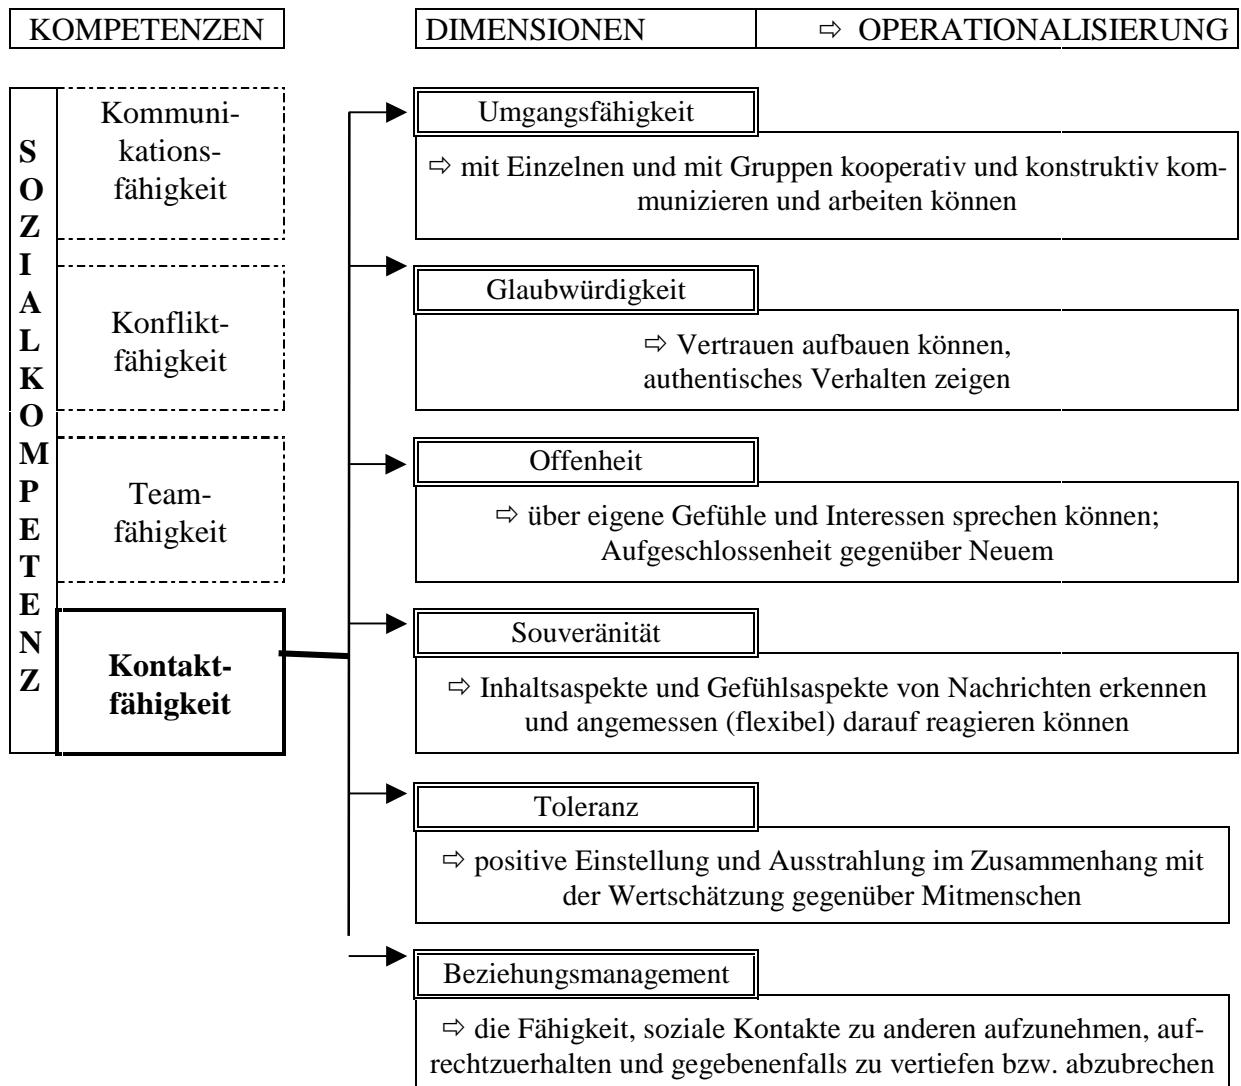 KOMPETENZEN
DIMENSIONEN
⇨ OPERATIONALISIERUNG
SOZIALKOMPETENZ
Kommuni-
kations-
fähigkeit
Konflikt-
fähigkeit
Team-
fähigkeit
Kontakt-
fähigkeit
Umgangsfähigkeit
⇨ mit Einzelnen und mit Gruppen kooperativ und konstruktiv kom-
munizieren und arbeiten können
Glaubwürdigkeit
⇨ Vertrauen aufbauen können,
authentisches Verhalten zeigen
Offenheit
⇨ über eigene Gefühle und Interessen sprechen können;
Aufgeschlossenheit gegenüber Neuem
Souveränität
⇨ Inhaltsaspekte und Gefühlsaspekte von Nachrichten erkennen
und angemessen (flexibel) darauf reagieren können
Toleranz
⇨ positive Einstellung und Ausstrahlung im Zusammenhang mit
der Wertschätzung gegenüber Mitmenschen
Beziehungsmanagement
⇨ die Fähigkeit, soziale Kontakte zu anderen aufzunehmen, auf-
rechtzuerhalten und gegebenenfalls zu vertiefen bzw. abzubrechen